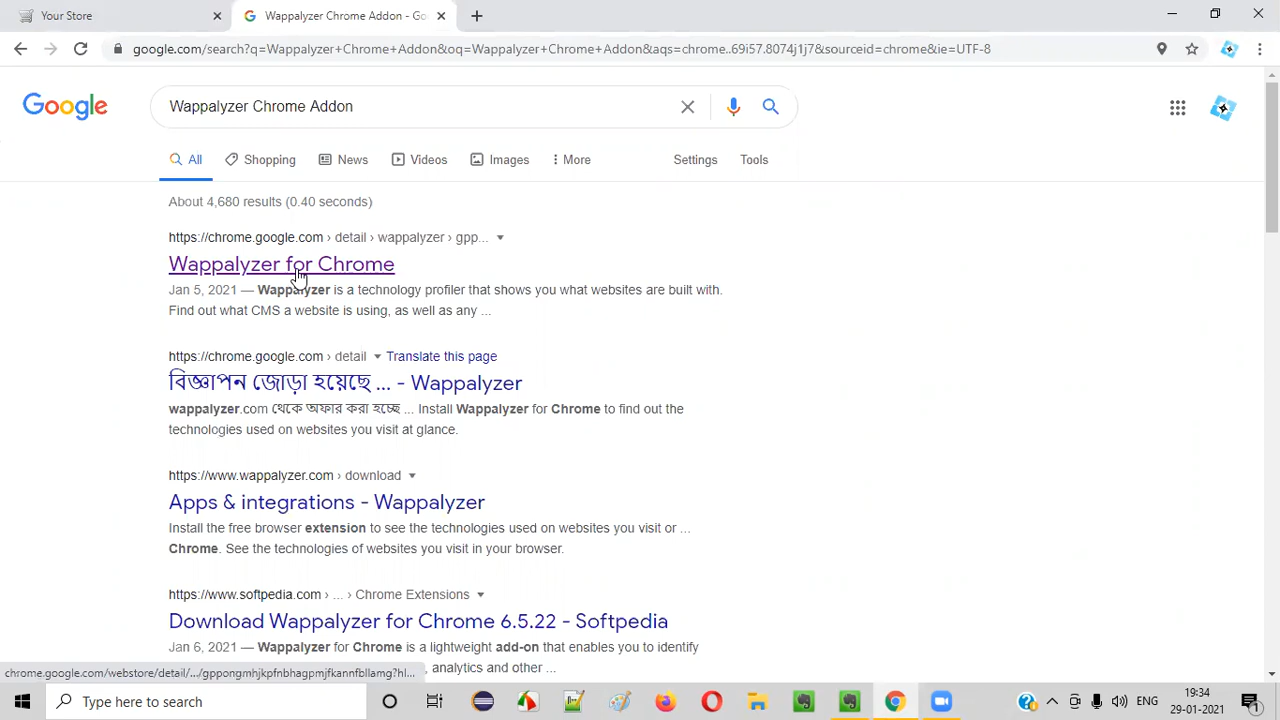 Your Store
Wappalyzer Chrome Addon - Go
google.com/search?q=Wappalyzer+Chrome+Addon&oq=Wappalyzer+Chrome+Addon&aqs=chrome..69i57.8074j1j7&sourceid=chrome&ie=UTF-8
Google
Wappalyzer Chrome Addon
All
Shopping
News
Videos
Images
More
Settings
Tools
About 4,680 results (0.40 seconds)
https://chrome.google.com › detail › wappalyzer › gpp...
Wappalyzer for Chrome
Jan 5, 2021 — Wappalyzer is a technology profiler that shows you what websites are built with.
Find out what CMS a website is using, as well as any ...
https://chrome.google.com › detail
Translate this page
বিজ্ঞাপন জোড়া হয়েছে ... - Wappalyzer
wappalyzer.com থেকে অফার করা হচ্ছে ... Install Wappalyzer for Chrome to find out the
technologies used on websites you visit at glance.
https://www.wappalyzer.com › download
Apps & integrations - Wappalyzer
Install the free browser extension to see the technologies used on websites you visit or ...
Chrome. See the technologies of websites you visit in your browser.
https://www.softpedia.com › ... › Chrome Extensions
Download Wappalyzer for Chrome 6.5.22 - Softpedia
Jan 6, 2021 — Wappalyzer for Chrome is a lightweight add-on that enables you to identify
, analytics and other ...
chrome.google.com/webstore/detail/.../gppongmhjkpfnbhagpmjfkannfbllamg?hl...
Type here to search
ENG
19:34
29-01-2021